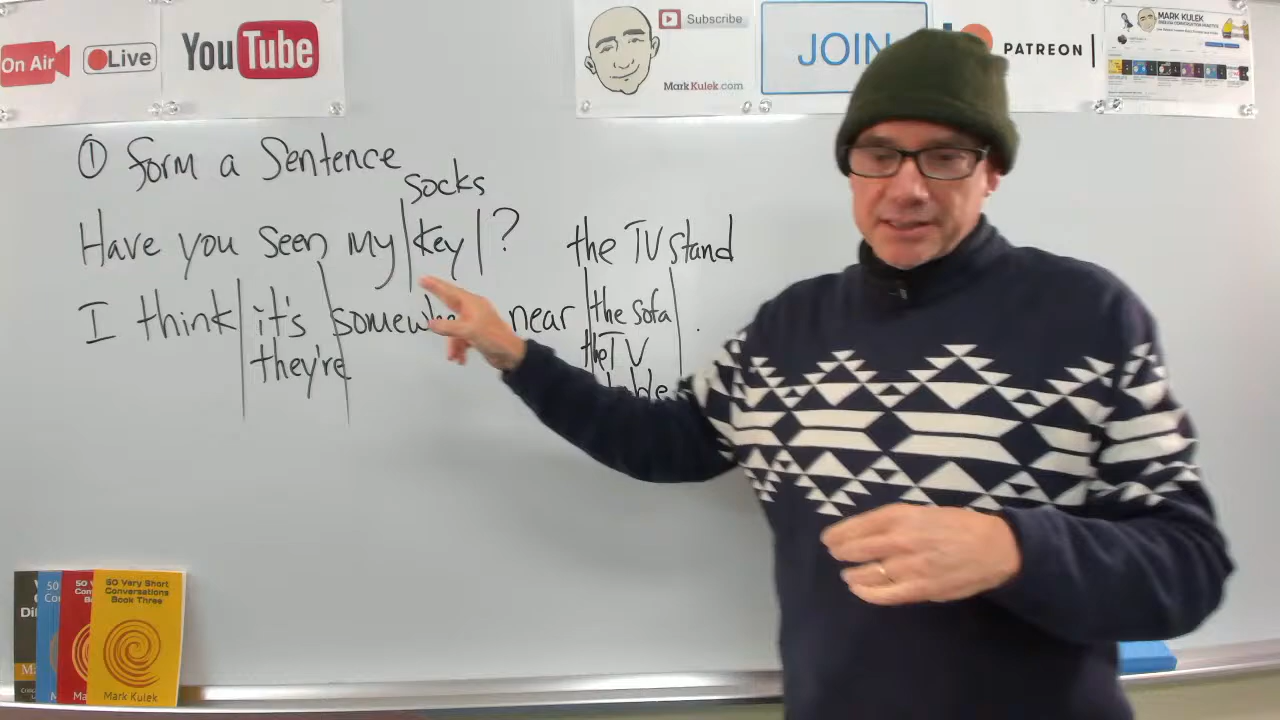 On Air
Live
YouTube
Subscribe
MarkKulek.com
JOIN
PATREON
MARK KULEK
① form a Sentence
socks
Have you seen my key ?
the TV stand
I think it's near the sofa .
they're
the TV
50 Very Short
Conversations
Book Three
Mark Kulek